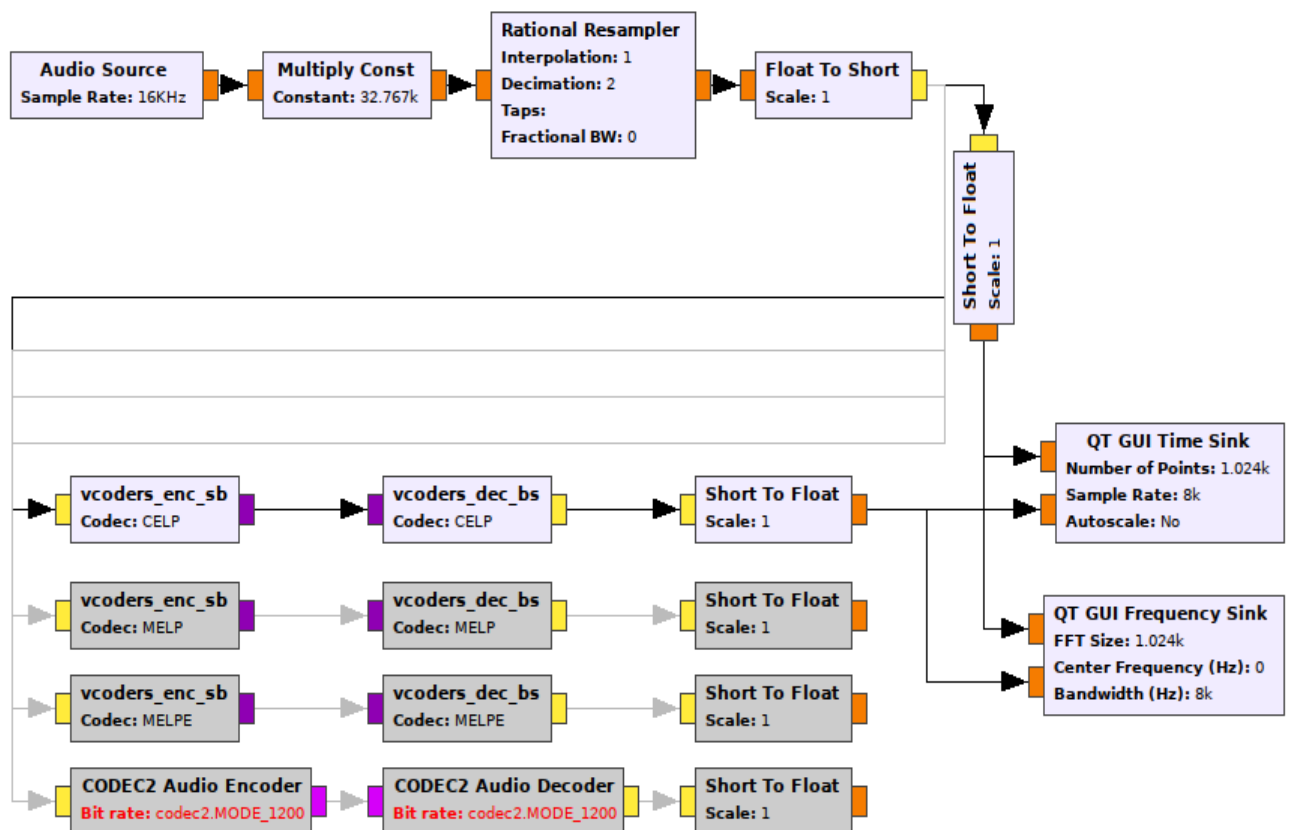 Audio Source
Sample Rate: 16KHz
Multiply Const
Constant: 32.767k
Rational Resampler
Interpolation: 1
Decimation: 2
Taps:
Fractional BW: 0
Float To Short
Scale: 1
Short To Float
Scale: 1
QT GUI Time Sink
Number of Points: 1.024k
Sample Rate: 8k
Autoscale: No
vcoders_enc_sb
Codec: CELP
vcoders_dec_bs
Codec: CELP
Short To Float
Scale: 1
QT GUI Frequency Sink
FFT Size: 1.024k
Center Frequency (Hz): 0
Bandwidth (Hz): 8k
vcoders_enc_sb
Codec: MELP
vcoders_dec_bs
Codec: MELP
Short To Float
Scale: 1
vcoders_enc_sb
Codec: MELPE
vcoders_dec_bs
Codec: MELPE
Short To Float
Scale: 1
CODEC2 Audio Encoder
Bit rate: codec2.MODE_1200
CODEC2 Audio Decoder
Bit rate: codec2.MODE_1200
Short To Float
Scale: 1